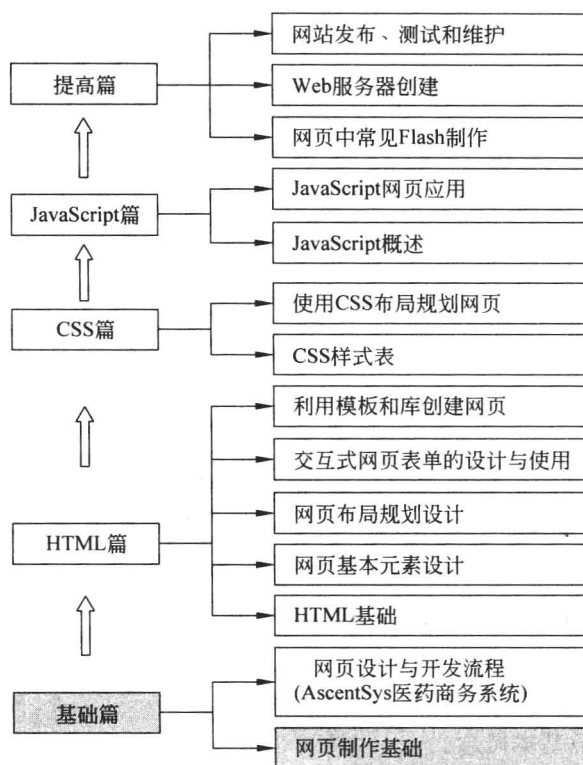 网站发布、测试和维护
提高篇
Web服务器创建
网页中常见Flash制作
JavaScript网页应用
JavaScript篇
JavaScript概述
使用CSS布局规划网页
CSS篇
CSS样式表
利用模板和库创建网页
交互式网页表单的设计与使用
网页布局规划设计
HTML篇
网页基本元素设计
HTML基础
网页设计与开发流程
(AscentSys医药商务系统)
基础篇
网页制作基础